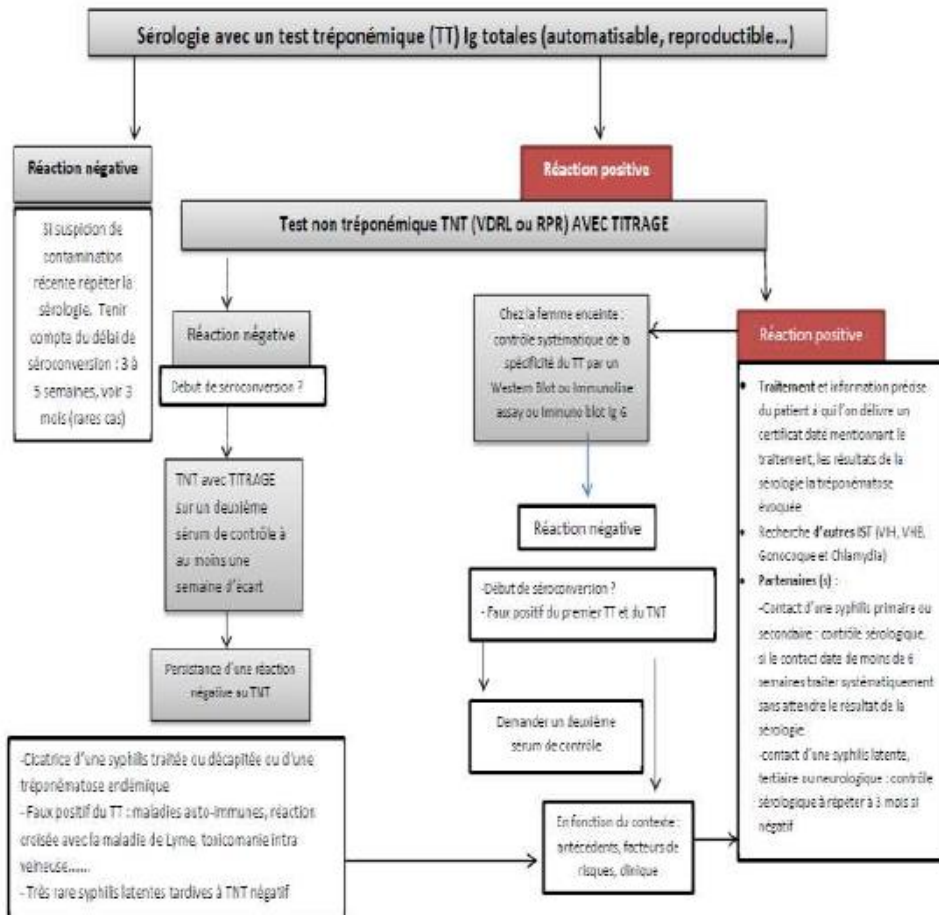 Sérologie avec un test tréponémique (TT) Ig totales (automatisable, reproductible...)
Réaction négative
Si suspicion de
contamination
récente répéter la
sérologie. Tenir
compte du délai de
séroconversion : 3 à
5 semaines, voir 3
mois (rares cas)
Réaction positive
Test non tréponémique TNT (VDRL ou RPR) AVEC TITRAGE
Réaction négative
Début de séroconversion ?
TNT avec TITRAGE
sur un deuxième
sérum de contrôle à
au moins une
semaine d'écart
Persistance d'une réaction
négative au TNT
-Cicatrice d'une syphilis traitée ou décapitée ou d'une
tréponématose endémique
- Faux positif du TT : maladies auto-immunes, réaction
croisée avec la maladie de Lyme, toxicomanie intra
veineuse......
- Très rare syphilis latentes tardives à TNT négatif
Chez la femme enceinte :
contrôle systématique de la
spécificité du TT par un
Western Blot ou Immunoline
assay ou Immuno blot Ig G
Réaction négative
-Début de séroconversion ?
- Faux positif du premier TT et du TNT
Demander un deuxième
sérum de contrôle
En fonction du contexte :
antécédents, facteurs de
risques, clinique
Réaction positive
• Traitement et information précise
du patient à qui l'on délivre un
certificat daté mentionnant le
traitement, les résultats de la
sérologie la tréponématose
évoquée
• Recherche d'autres IST (VIH, VHB,
Gonocoque et Chlamydia)
• Partenaires (s) :
-Contact d'une syphilis primaire ou
secondaire : contrôle sérologique,
si le contact date de moins de 6
semaines traiter systématiquement
sans attendre le résultat de la
sérologie
-contact d'une syphilis latente,
tertiaire ou neurologique : contrôle
sérologique à répéter à 3 mois si
négatif